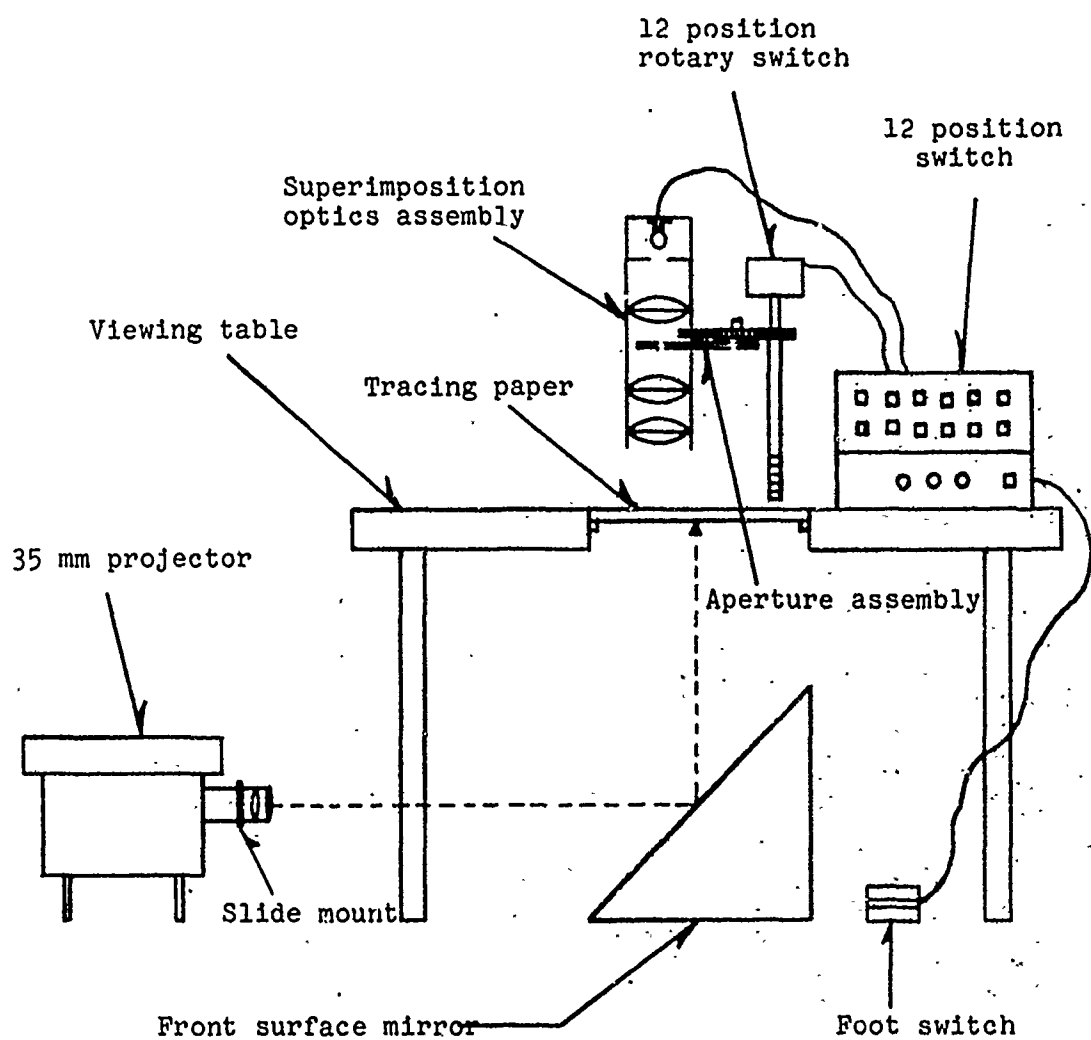 12 position
rotary switch
12 position
switch
Superimposition
optics assembly
Viewing table
Tracing paper
35 mm projector
Aperture assembly
Slide mount
Front surface mirror
Foot switch